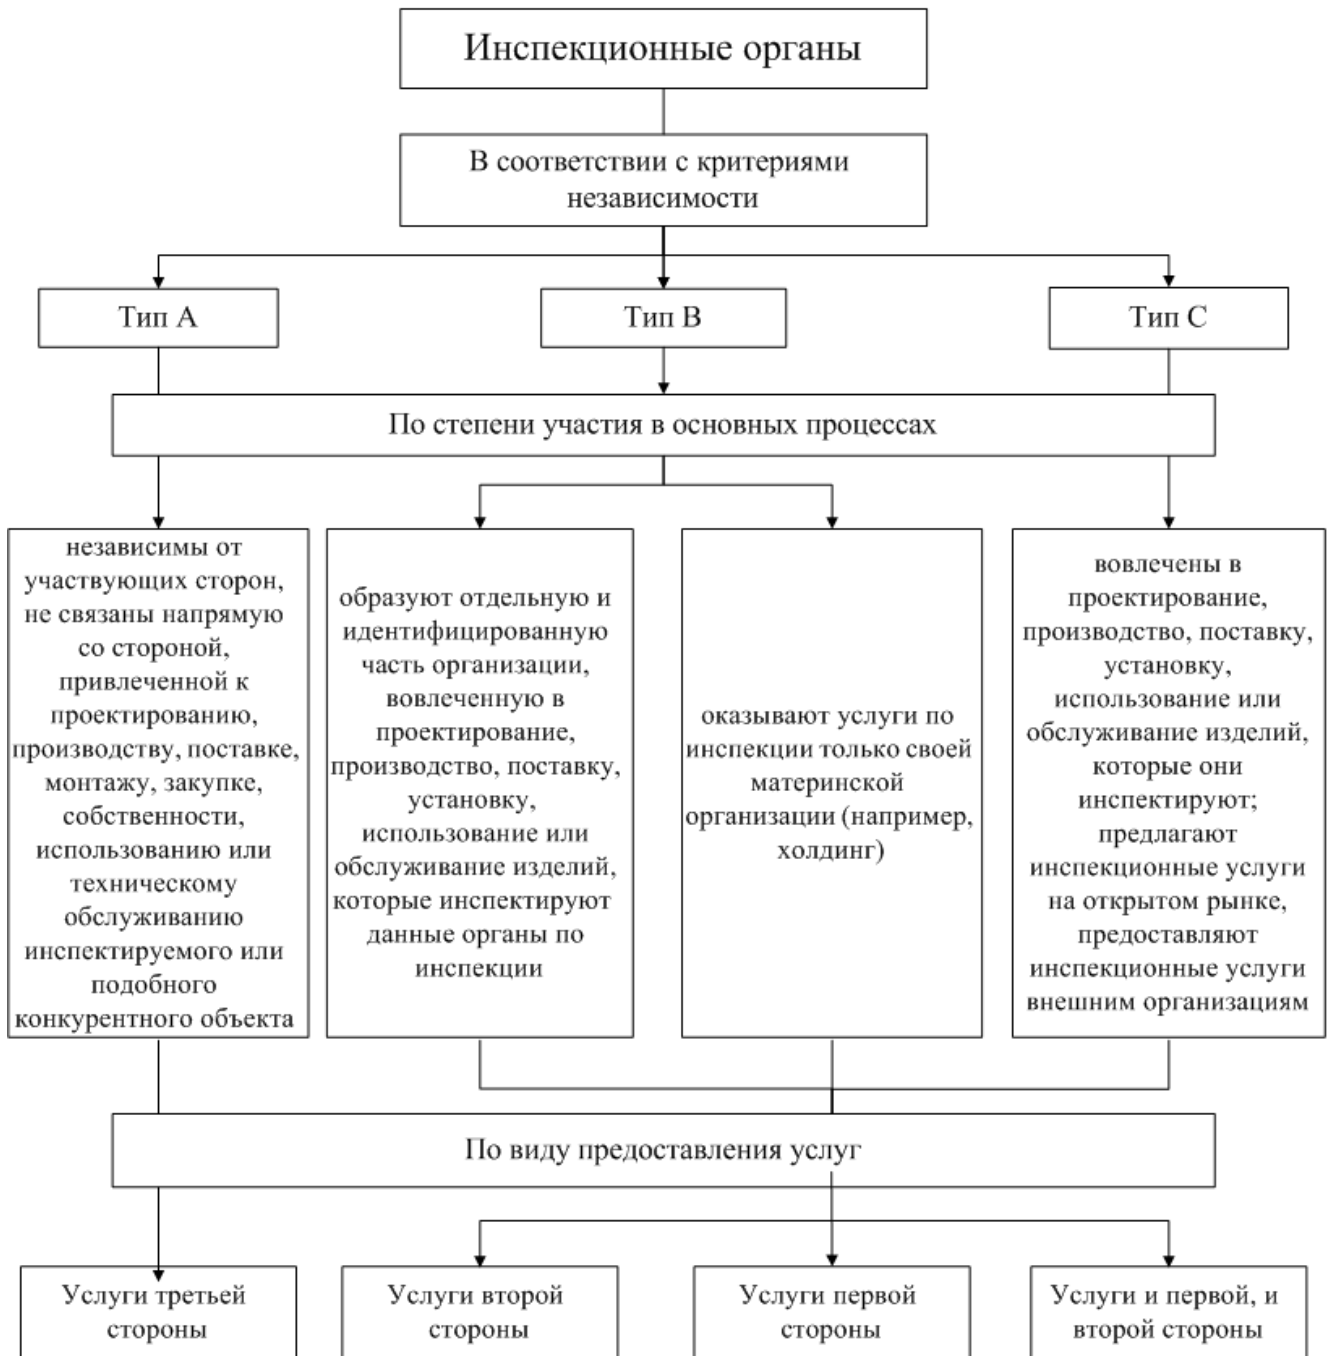 Инспекционные органы
В соответствии с критериями
независимости
Тип А
Тип В
Тип С
По степени участия в основных процессах
независимы от
участвующих сторон,
не связаны напрямую
со стороной,
привлеченной к
проектированию,
производству, поставке,
монтажу, закупке,
собственности,
использованию или
техническому
обслуживанию
инспектируемого или
подобного
конкурентного объекта
образуют отдельную и
идентифицированную
часть организации,
вовлеченную в
проектирование,
производство, поставку,
установку,
использование или
обслуживание изделий,
которые инспектируют
данные органы по
инспекции
оказывают услуги по
инспекции только своей
материнской
организации (например,
холдинг)
вовлечены в
проектирование,
производство, поставку,
установку,
использование или
обслуживание изделий,
которые они
инспектируют;
предлагают
инспекционные услуги
на открытом рынке,
предоставляют
инспекционные услуги
внешним организациям
По виду предоставления услуг
Услуги третьей
стороны
Услуги второй
стороны
Услуги первой
стороны
Услуги и первой, и
второй стороны